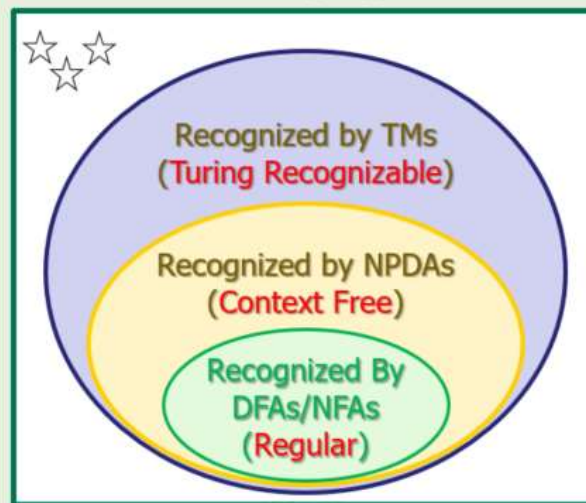 Recognized by TMs
(Turing Recognizable)
Recognized by NPDAs
(Context Free)
Recognized By
DFAs/NFAs
(Regular)